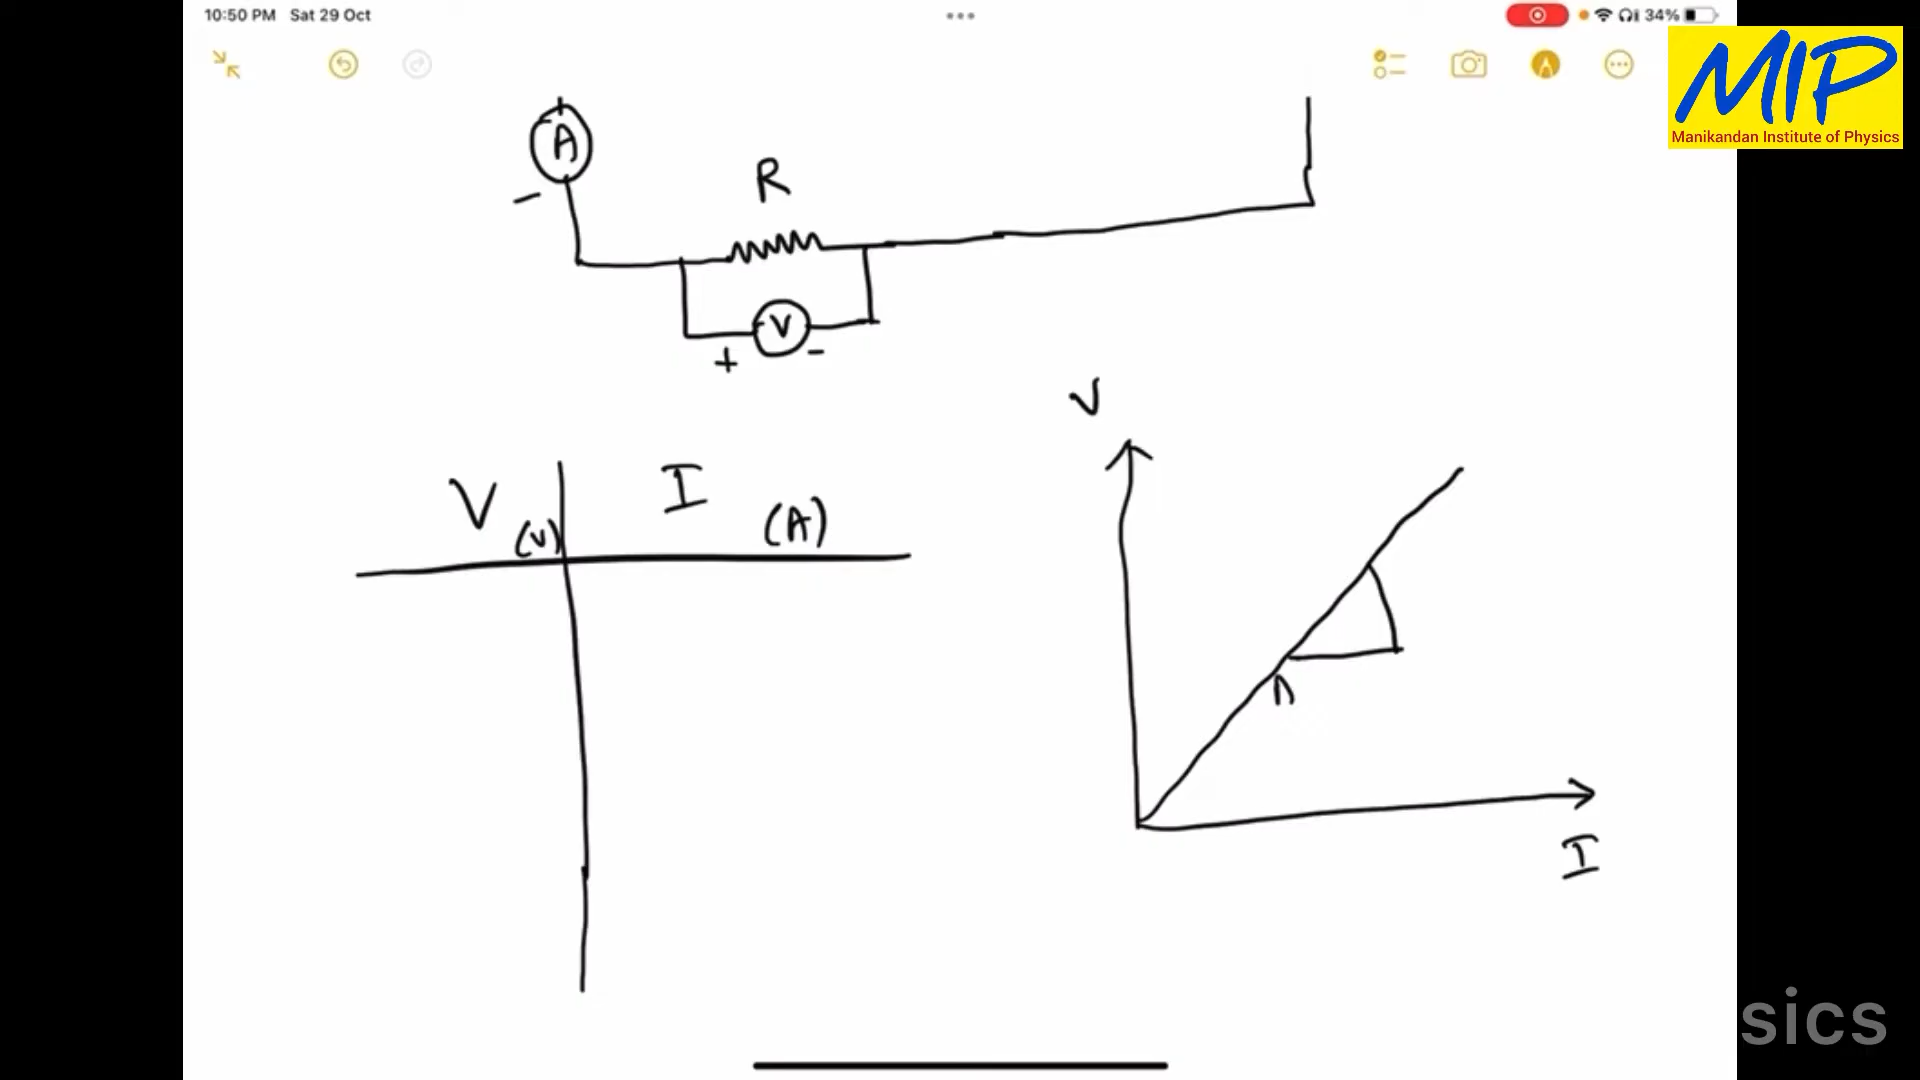 10:50 PM Sat 29 Oct
34%
MIP
Manikandan Institute of Physics
A
-
R
V
+ -
V
V (V) I (A)
I
sics